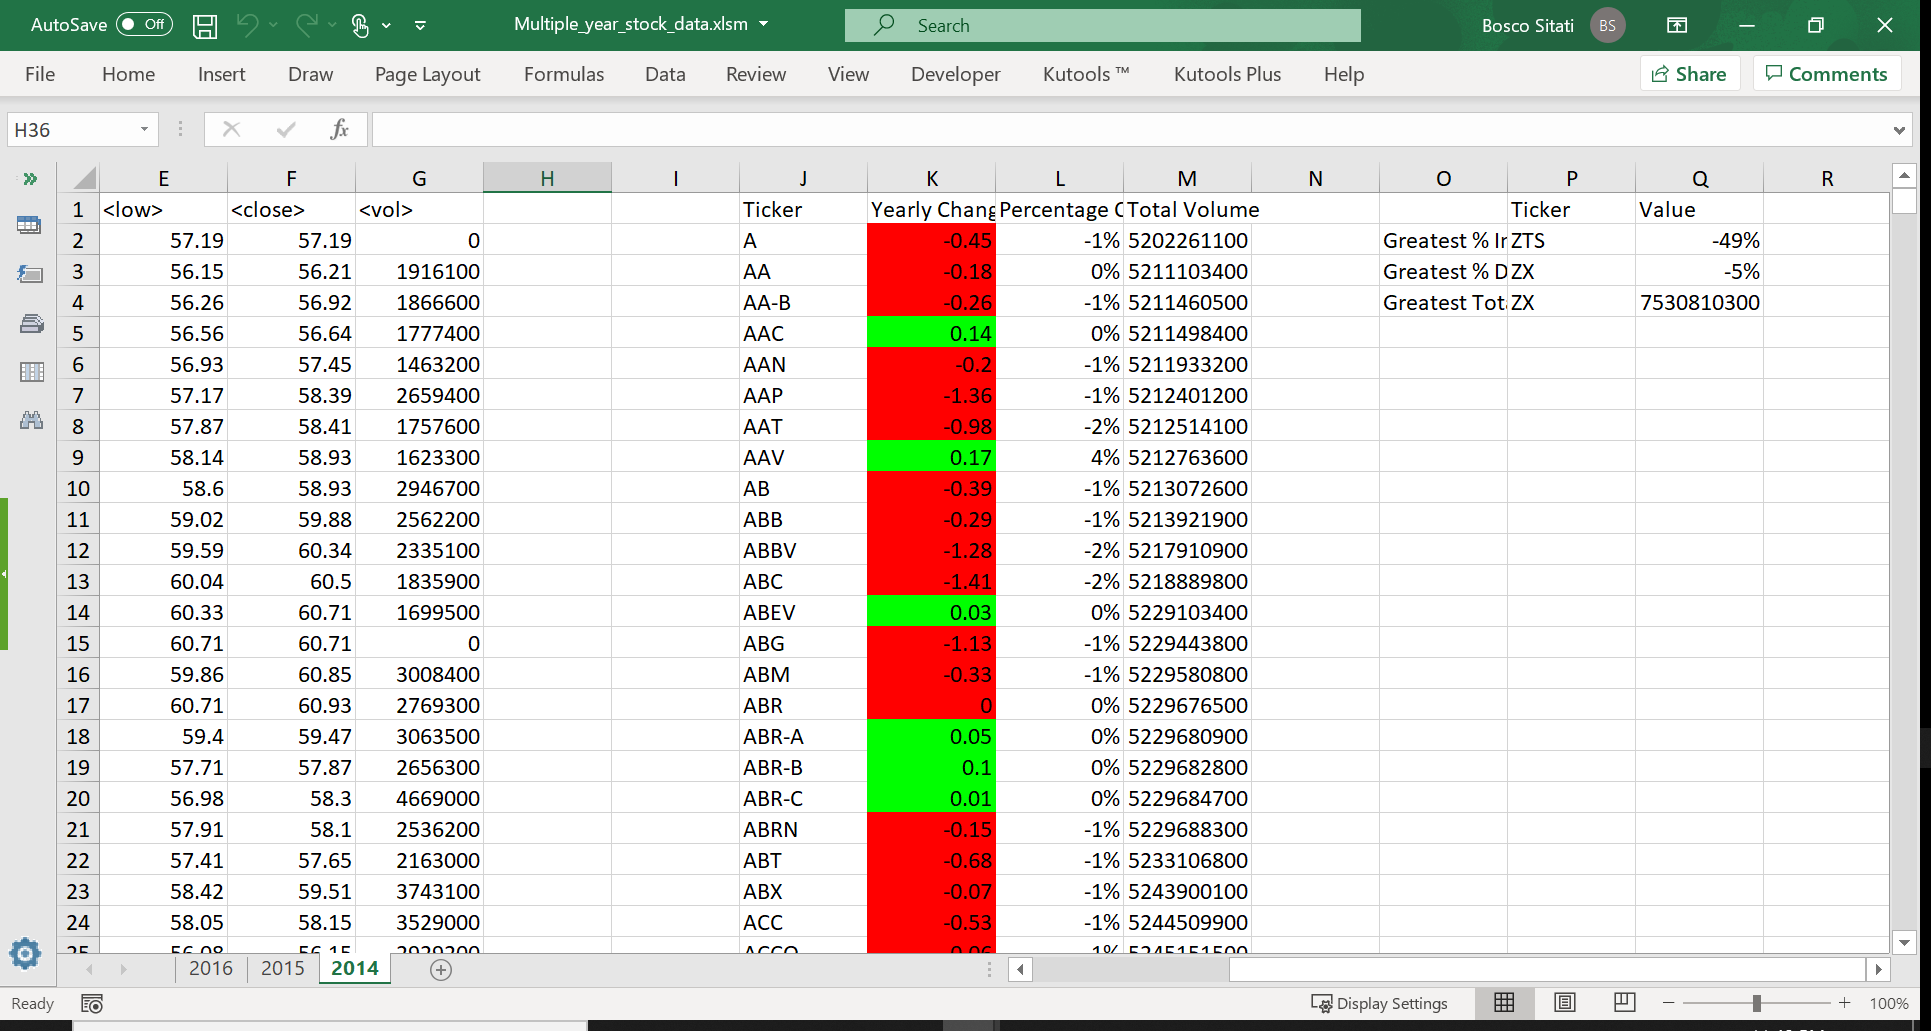 AutoSave Off Multiple_year_stock_data.xlsm Search Bosco Sitati BS
File Home Insert Draw Page Layout Formulas Data Review View Developer Kutools ™ Kutools Plus Help Share Comments
H36 fx
E F G H I J K L M N O P Q R
1 <low> <close> <vol> Ticker Yearly Chang Percentage C Total Volume Ticker Value
2 57.19 57.19 0 A -0.45 -1% 5202261100 Greatest % Ir ZTS -49%
3 56.15 56.21 1916100 AA -0.18 0% 5211103400 Greatest % D ZX -5%
4 56.26 56.92 1866600 AA-B -0.26 -1% 5211460500 Greatest Tot ZX 7530810300
5 56.56 56.64 1777400 AAC 0.14 0% 5211498400
6 56.93 57.45 1463200 AAN -0.2 -1% 5211933200
7 57.17 58.39 2659400 AAP -1.36 -1% 5212401200
8 57.87 58.41 1757600 AAT -0.98 -2% 5212514100
9 58.14 58.93 1623300 AAV 0.17 4% 5212763600
10 58.6 58.93 2946700 AB -0.39 -1% 5213072600
11 59.02 59.88 2562200 ABB -0.29 -1% 5213921900
12 59.59 60.34 2335100 ABBV -1.28 -2% 5217910900
13 60.04 60.5 1835900 ABC -1.41 -2% 5218889800
14 60.33 60.71 1699500 ABEV 0.03 0% 5229103400
15 60.71 60.71 0 ABG -1.13 -1% 5229443800
16 59.86 60.85 3008400 ABM -0.33 -1% 5229580800
17 60.71 60.93 2769300 ABR 0 0% 5229676500
18 59.4 59.47 3063500 ABR-A 0.05 0% 5229680900
19 57.71 57.87 2656300 ABR-B 0.1 0% 5229682800
20 56.98 58.3 4669000 ABR-C 0.01 0% 5229684700
21 57.91 58.1 2536200 ABRN -0.15 -1% 5229688300
22 57.41 57.65 2163000 ABT -0.68 -1% 5233106800
23 58.42 59.51 3743100 ABX -0.07 -1% 5243900100
24 58.05 58.15 3529000 ACC -0.53 -1% 5244509900
2016 2015 2014
Ready Display Settings 100%